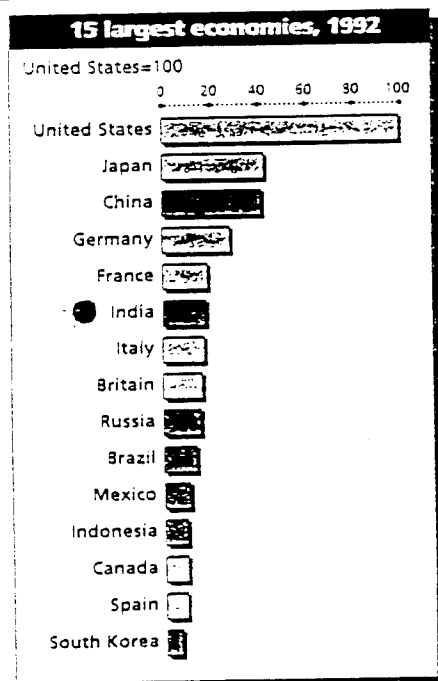 15 largest economies, 1992
United States=100
0 20 40 60 80 100
United States
Japan
China
Germany
France
India
Italy
Britain
Russia
Brazil
Mexico
Indonesia
Canada
Spain
South Korea